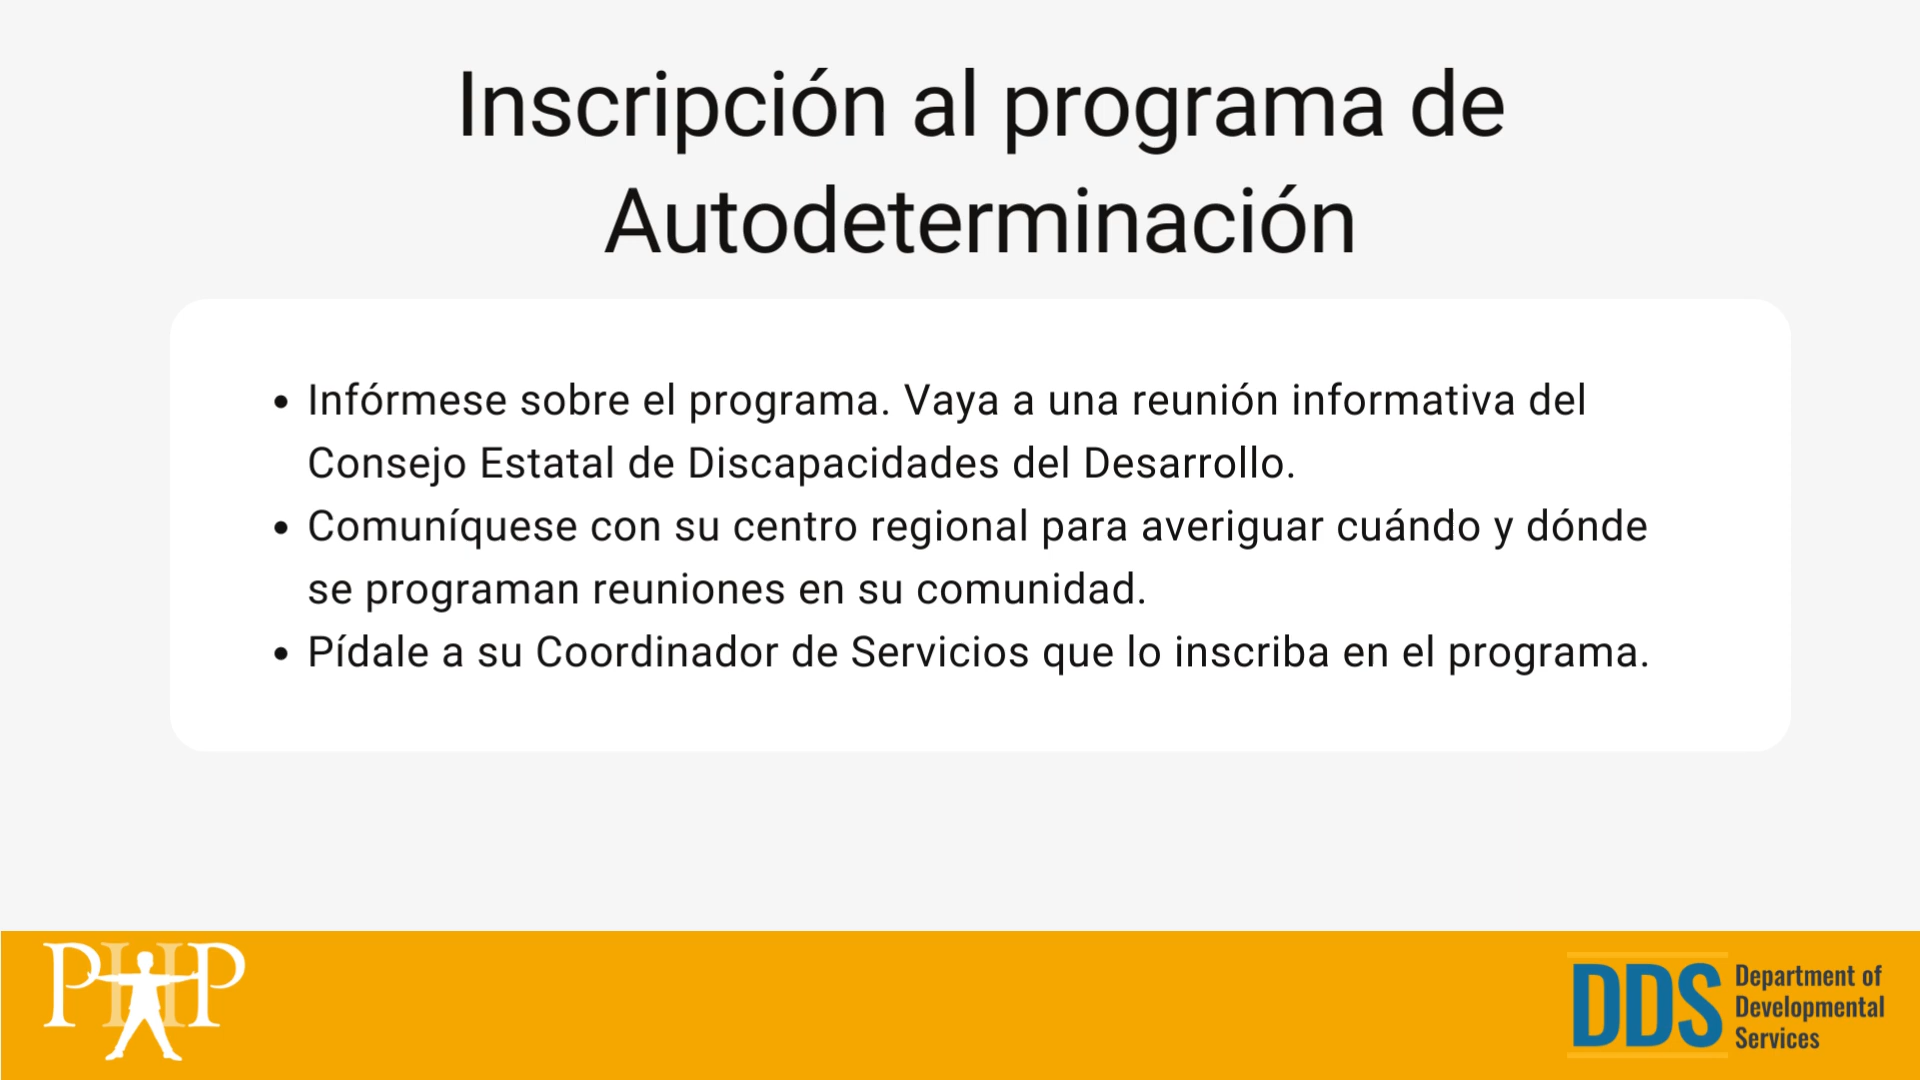 Inscripción al programa de
Autodeterminación
• Infórmese sobre el programa. Vaya a una reunión informativa del
Consejo Estatal de Discapacidades del Desarrollo.
• Comuníquese con su centro regional para averiguar cuándo y dónde
se programan reuniones en su comunidad.
• Pídale a su Coordinador de Servicios que lo inscriba en el programa.
PHP
DDS
Department of
Developmental
Services